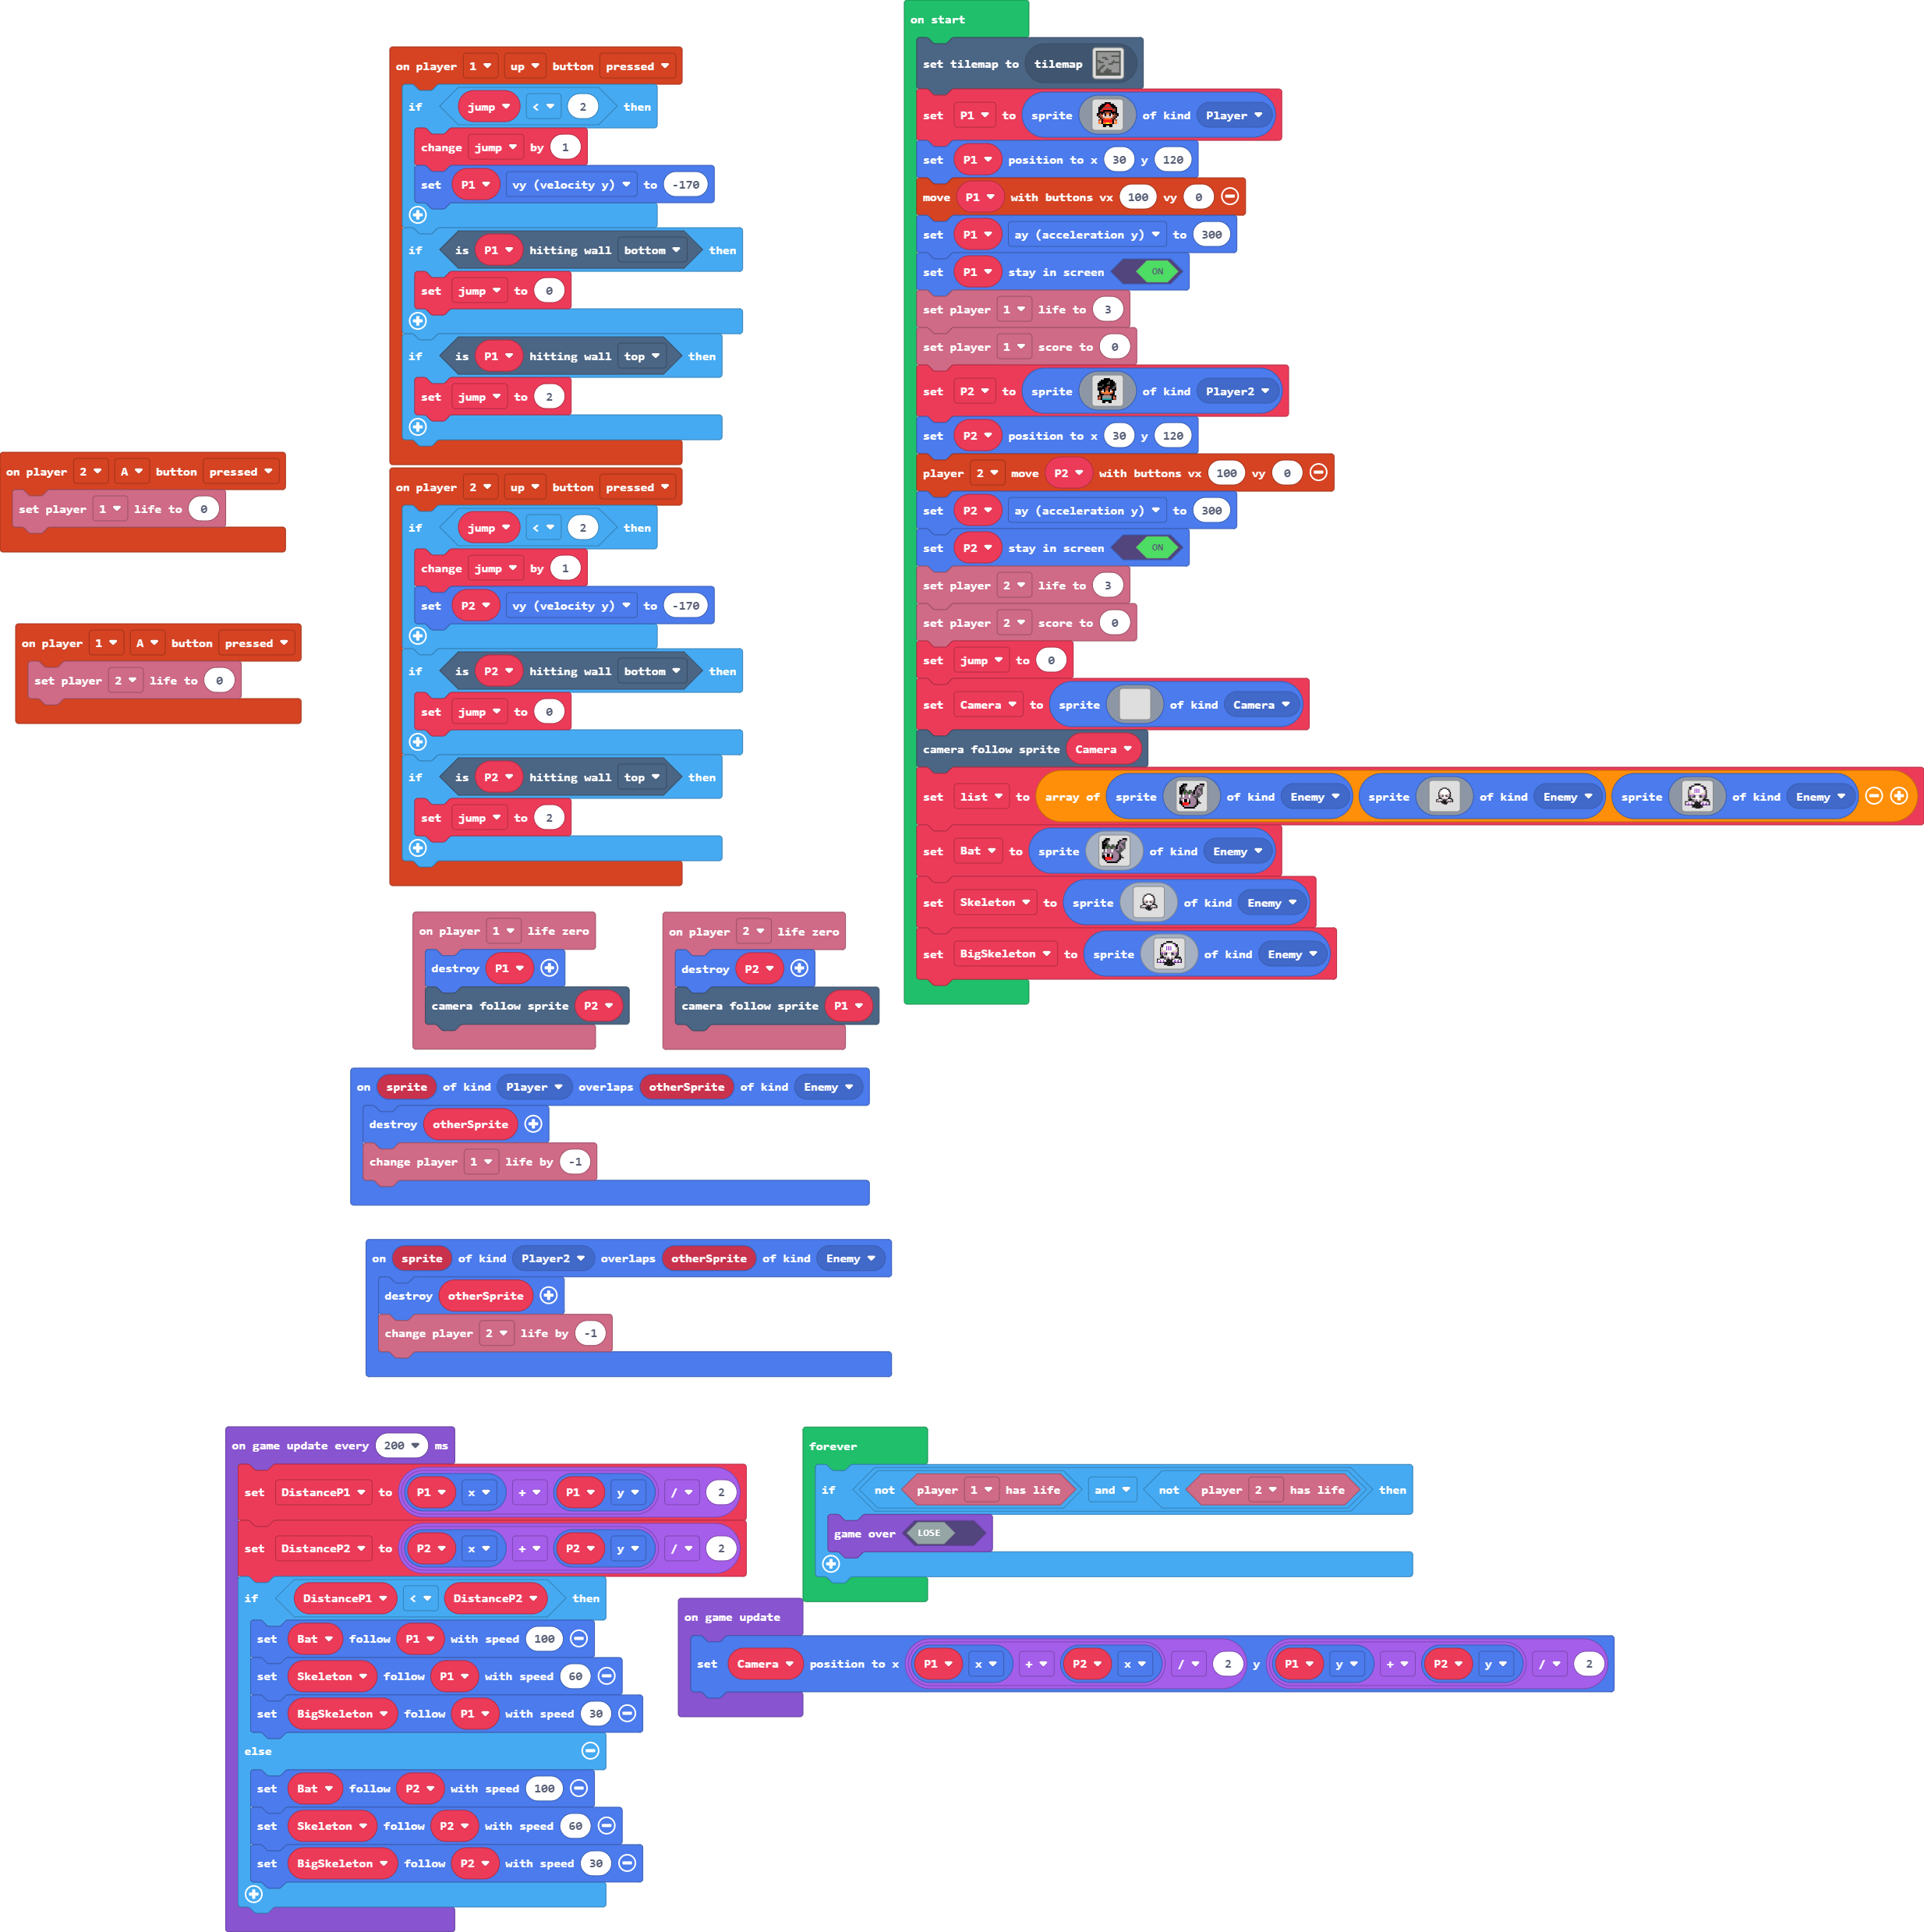 on start
set tilemap to tilemap
set P1 to sprite of kind Player
set P1 position to x 30 y 120
move P1 with buttons vx 100 vy 0
set P1 ay (acceleration y) to 300
set P1 stay in screen ON
set player 1 life to 3
set player 1 score to 0
set P2 to sprite of kind Player2
set P2 position to x 30 y 120
player 2 move P2 with buttons vx 100 vy 0
set P2 ay (acceleration y) to 300
set P2 stay in screen ON
set player 2 life to 3
set player 2 score to 0
set jump to 0
set Camera to sprite of kind Camera
camera follow sprite Camera
set list to array of sprite of kind Enemy sprite of kind Enemy sprite of kind Enemy
set Bat to sprite of kind Enemy
set Skeleton to sprite of kind Enemy
set BigSkeleton to sprite of kind Enemy
on player 1 up button pressed
if jump < 2 then
change jump by 1
set P1 vy (velocity y) to -170
if is P1 hitting wall bottom then
set jump to 0
if is P1 hitting wall top then
set jump to 2
on player 2 A button pressed
set player 1 life to 0
on player 1 A button pressed
set player 2 life to 0
on player 2 up button pressed
if jump < 2 then
change jump by 1
set P2 vy (velocity y) to -170
if is P2 hitting wall bottom then
set jump to 0
if is P2 hitting wall top then
set jump to 2
on player 1 life zero
destroy P1
camera follow sprite P2
on player 2 life zero
destroy P2
camera follow sprite P1
on sprite of kind Player overlaps otherSprite of kind Enemy
destroy otherSprite
change player 1 life by -1
on sprite of kind Player2 overlaps otherSprite of kind Enemy
destroy otherSprite
change player 2 life by -1
on game update every 200 ms
set DistanceP1 to P1 x + P1 y / 2
set DistanceP2 to P2 x + P2 y / 2
if DistanceP1 < DistanceP2 then
set Bat follow P1 with speed 100
set Skeleton follow P1 with speed 60
set BigSkeleton follow P1 with speed 30
else
set Bat follow P2 with speed 100
set Skeleton follow P2 with speed 60
set BigSkeleton follow P2 with speed 30
forever
if not player 1 has life and not player 2 has life then
game over LOSE
on game update
set Camera position to x P1 x + P2 x / 2 y P1 y + P2 y / 2